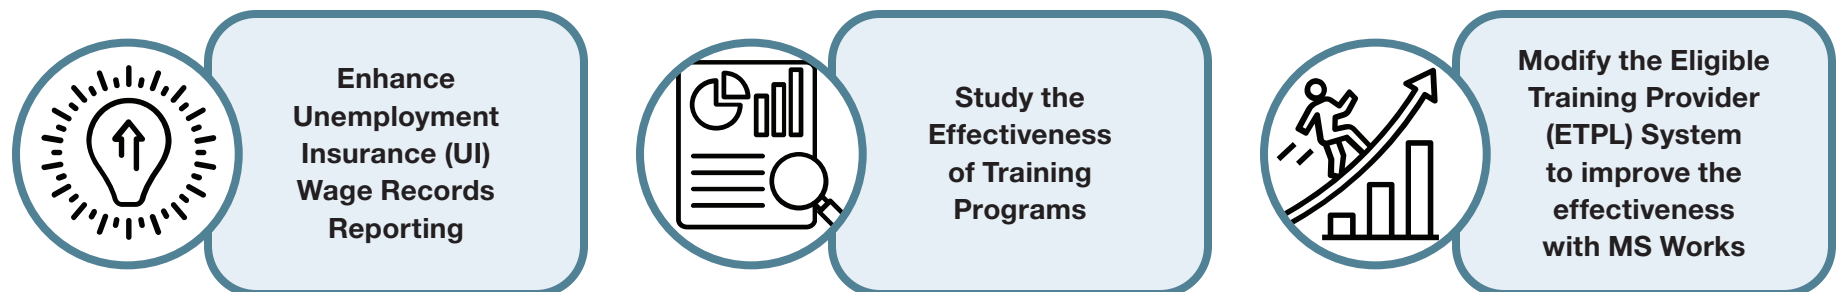 Enhance
Unemployment
Insurance (UI)
Wage Records
Reporting
Study the
Effectiveness
of Training
Programs
Modify the Eligible
Training Provider
(ETPL) System
to improve the
effectiveness
with MS Works